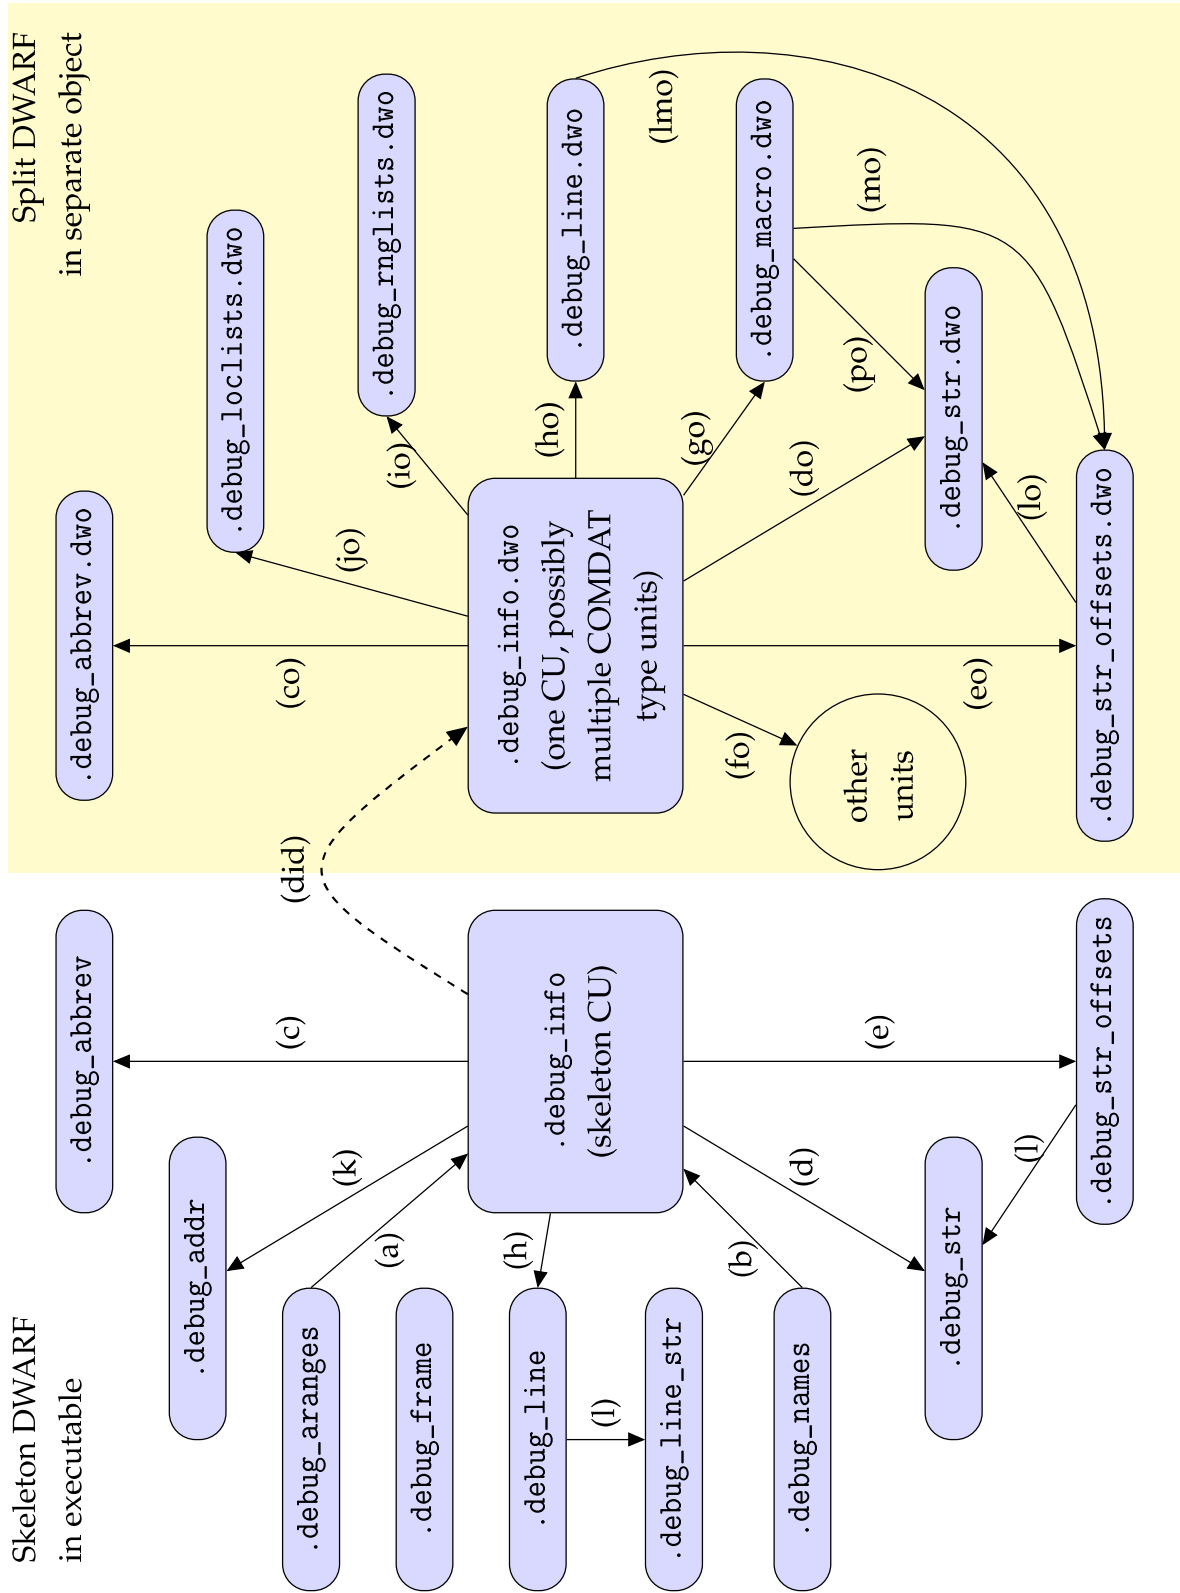 Skeleton DWARF
in executable
Split DWARF
in separate object
.debug_abbrev
.debug_addr
.debug_aranges
.debug_frame
.debug_line
.debug_line_str
.debug_names
.debug_str
.debug_str_offsets
.debug_info
(skeleton CU)
(c)
(k)
(a)
(h)
(l)
(b)
(d)
(l)
(e)
(did)
.debug_abbrev.dwo
.debug_loclists.dwo
.debug_rnglists.dwo
.debug_line.dwo
.debug_macro.dwo
.debug_str.dwo
.debug_str_offsets.dwo
.debug_info.dwo
(one CU, possibly
multiple COMDAT
type units)
other
units
(co)
(jo)
(io)
(ho)
(go)
(do)
(po)
(mo)
(lmo)
(lo)
(eo)
(fo)